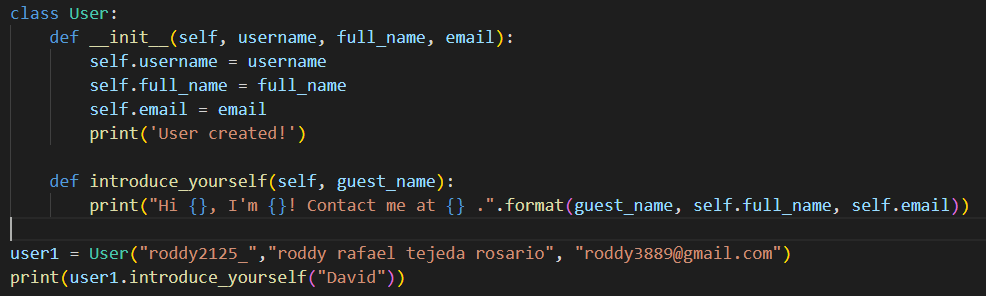 class User:
    def __init__(self, username, full_name, email):
        self.username = username
        self.full_name = full_name
        self.email = email
        print('User created!')

    def introduce_yourself(self, guest_name):
        print("Hi {}, I'm {}! Contact me at {} .".format(guest_name, self.full_name, self.email))

user1 = User("roddy2125_","roddy rafael tejeda rosario", "roddy3889@gmail.com")
print(user1.introduce_yourself("David"))